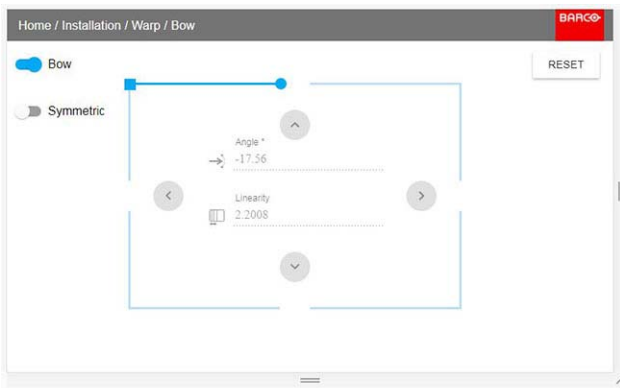 Home / Installation / Warp / Bow
BARCO
Bow
RESET
Symmetric
Angle *
-17.56
Linearity
2.2008